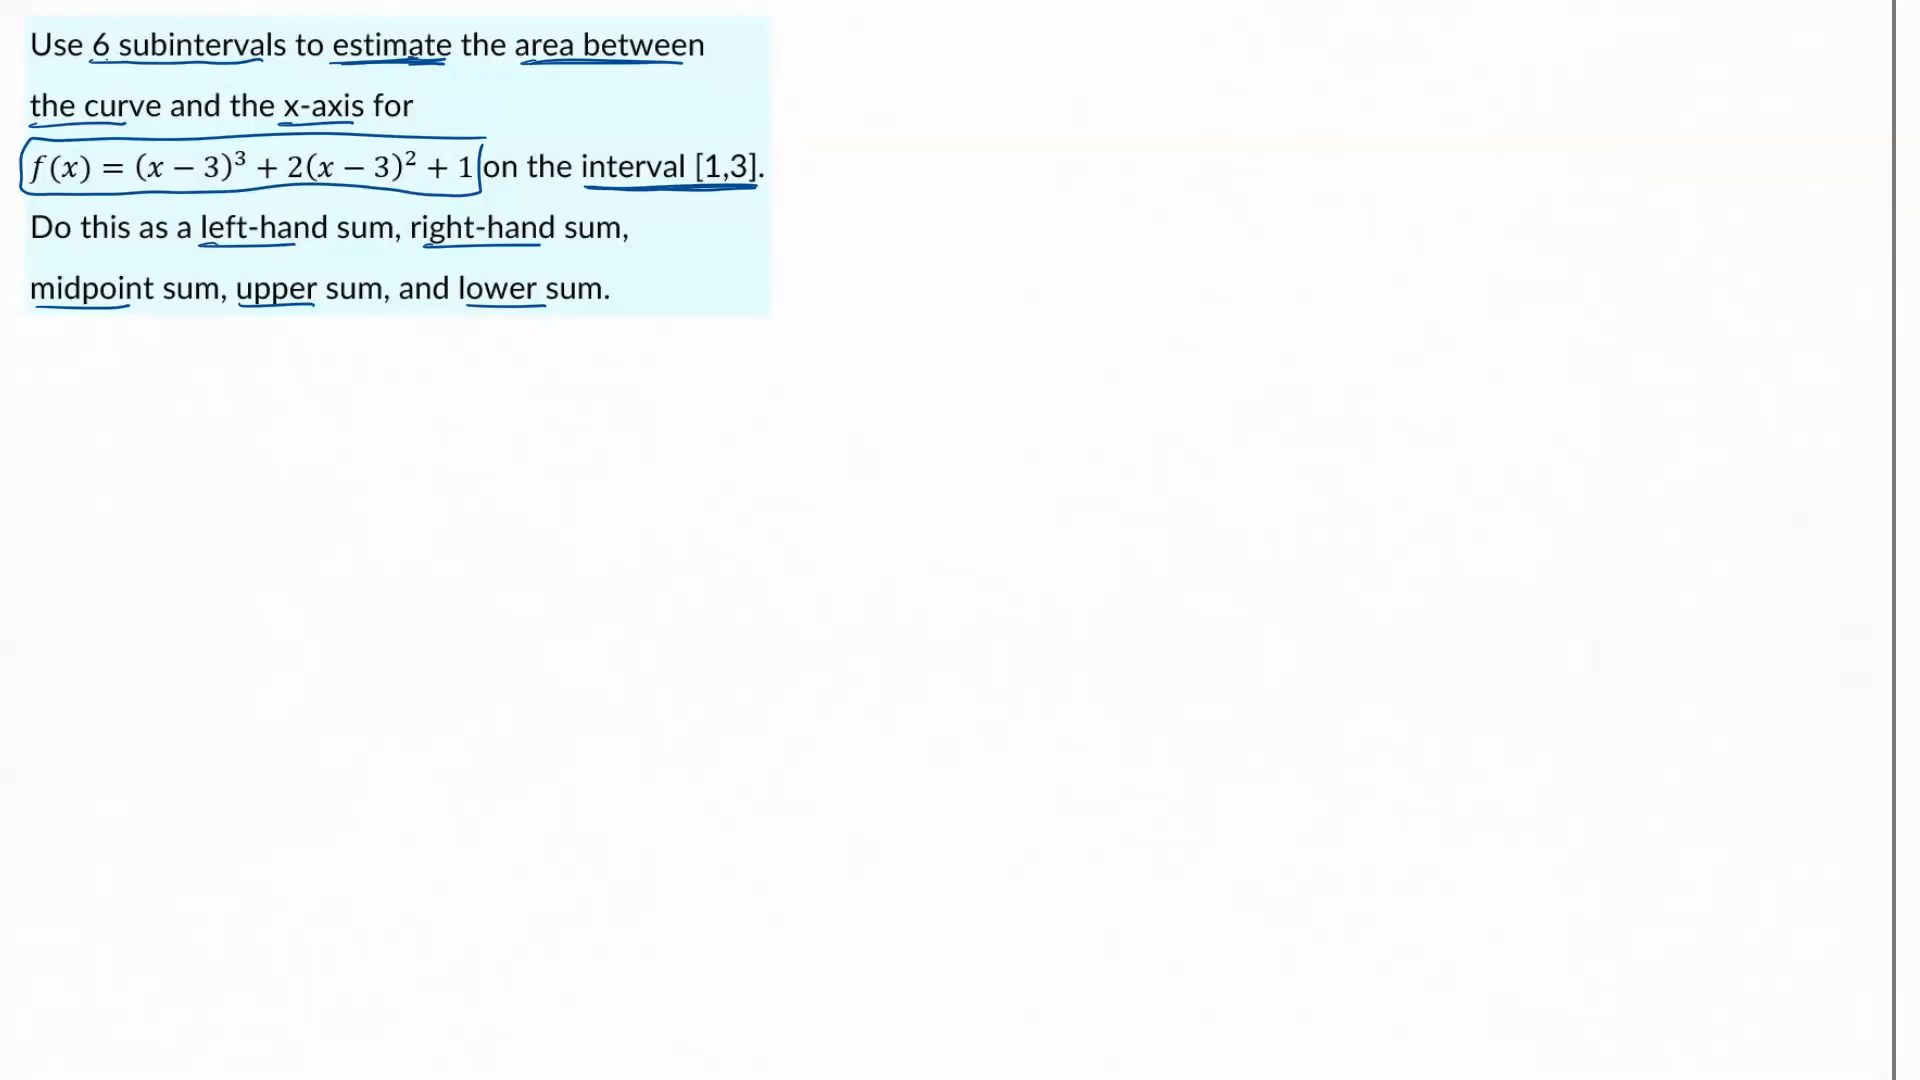 Use 6 subintervals to estimate the area between
the curve and the x-axis for
f(x) = (x − 3)³ + 2(x − 3)² + 1 on the interval [1,3].
Do this as a left-hand sum, right-hand sum,
midpoint sum, upper sum, and lower sum.